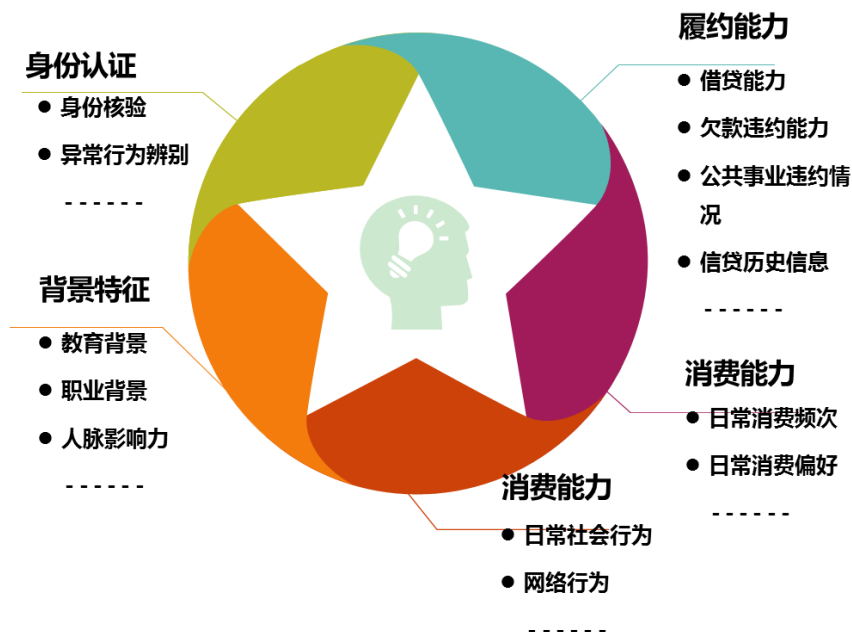 身份认证
● 身份核验
● 异常行为辨别
- - - - - -
背景特征
● 教育背景
● 职业背景
● 人脉影响力
- - - - - -
履约能力
● 借贷能力
● 欠款违约能力
● 公共事业违约情
况
● 信贷历史信息
- - - - - -
消费能力
● 日常消费频次
● 日常消费偏好
- - - - - -
消费能力
● 日常社会行为
● 网络行为
- - - - - -